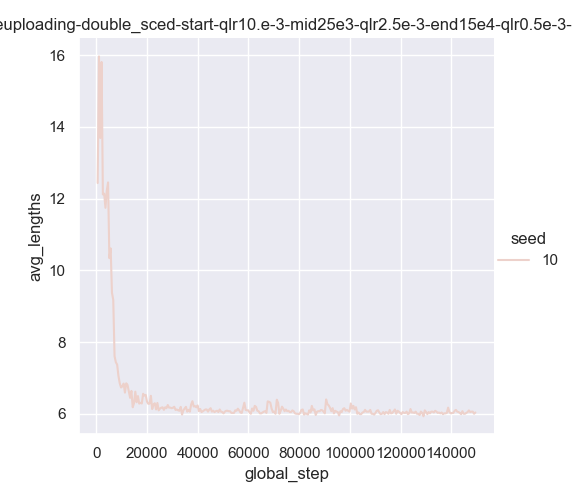 euploading-double_sced-start-qlr10.e-3-mid25e3-qlr2.5e-3-end15e4-qlr0.5e-3-
16
14
12
10
8
6
avg_lengths
0 20000 40000 60000 80000 100000 120000 140000
global_step
seed
10